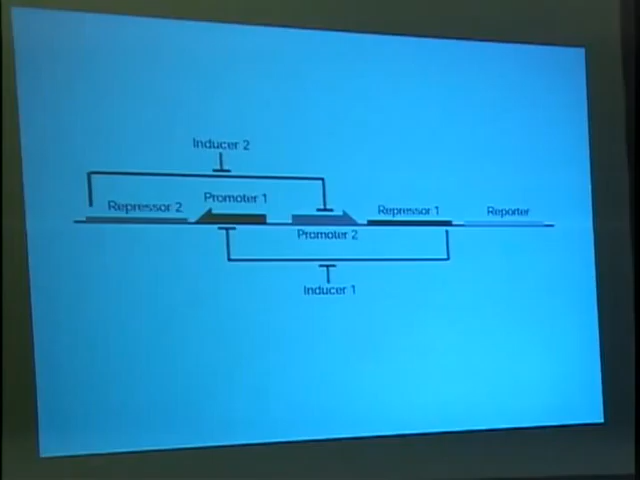 Inducer 2
Repressor 2
Promoter 1
Promoter 2
Repressor 1
Reporter
Inducer 1